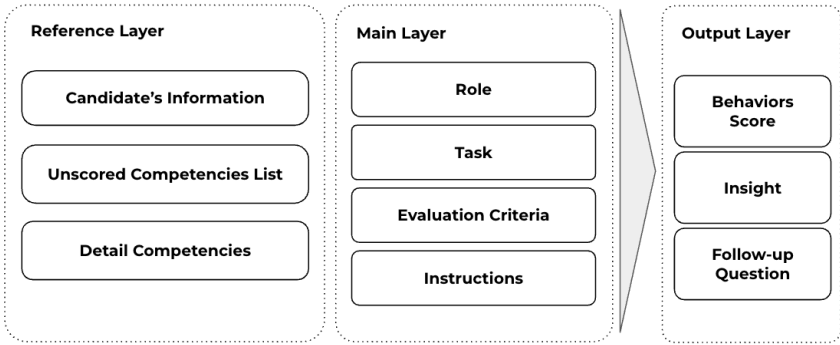 Reference Layer
Candidate's Information
Unscored Competencies List
Detail Competencies
Main Layer
Role
Task
Evaluation Criteria
Instructions
Output Layer
Behaviors
Score
Insight
Follow-up
Question